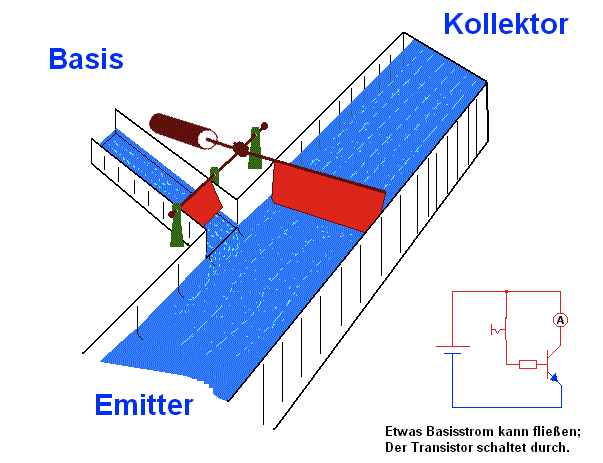 Kollektor
Basis
Emitter
A
Etwas Basisstrom kann fließen;
Der Transistor schaltet durch.